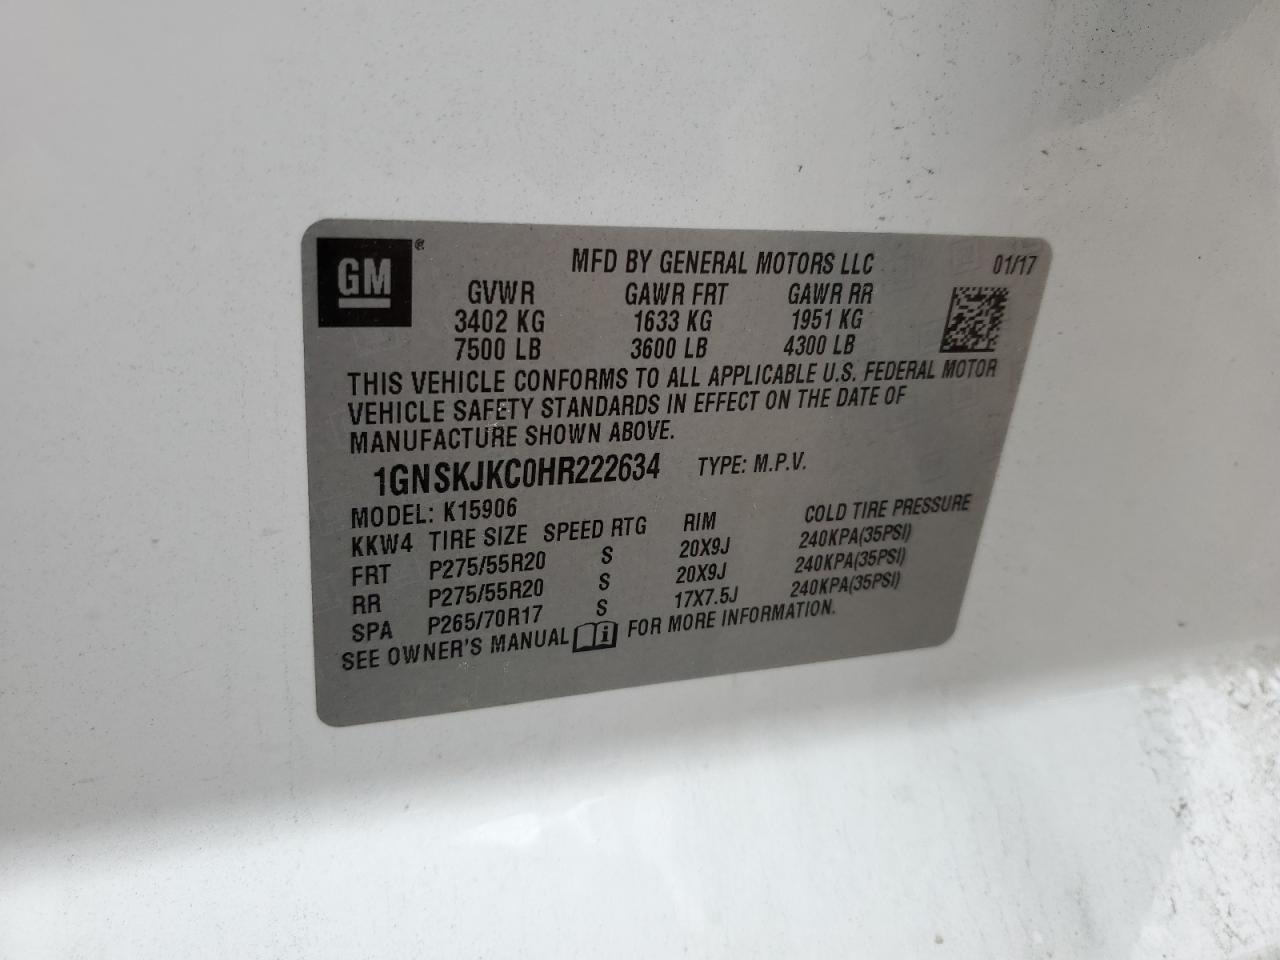 GM®
MFD BY GENERAL MOTORS LLC 01/17
GVWR GAWR FRT GAWR RR
3402 KG 1633 KG 1951 KG
7500 LB 3600 LB 4300 LB
THIS VEHICLE CONFORMS TO ALL APPLICABLE U.S. FEDERAL MOTOR
VEHICLE SAFETY STANDARDS IN EFFECT ON THE DATE OF
MANUFACTURE SHOWN ABOVE.
1GNSKJKC0HR222634 TYPE: M.P.V.
MODEL: K15906
KKW4 TIRE SIZE SPEED RTG RIM COLD TIRE PRESSURE
FRT P275/55R20 S 20X9J 240KPA(35PSI)
RR P275/55R20 S 20X9J 240KPA(35PSI)
SPA P265/70R17 S 17X7.5J 240KPA(35PSI)
SEE OWNER'S MANUAL i FOR MORE INFORMATION.